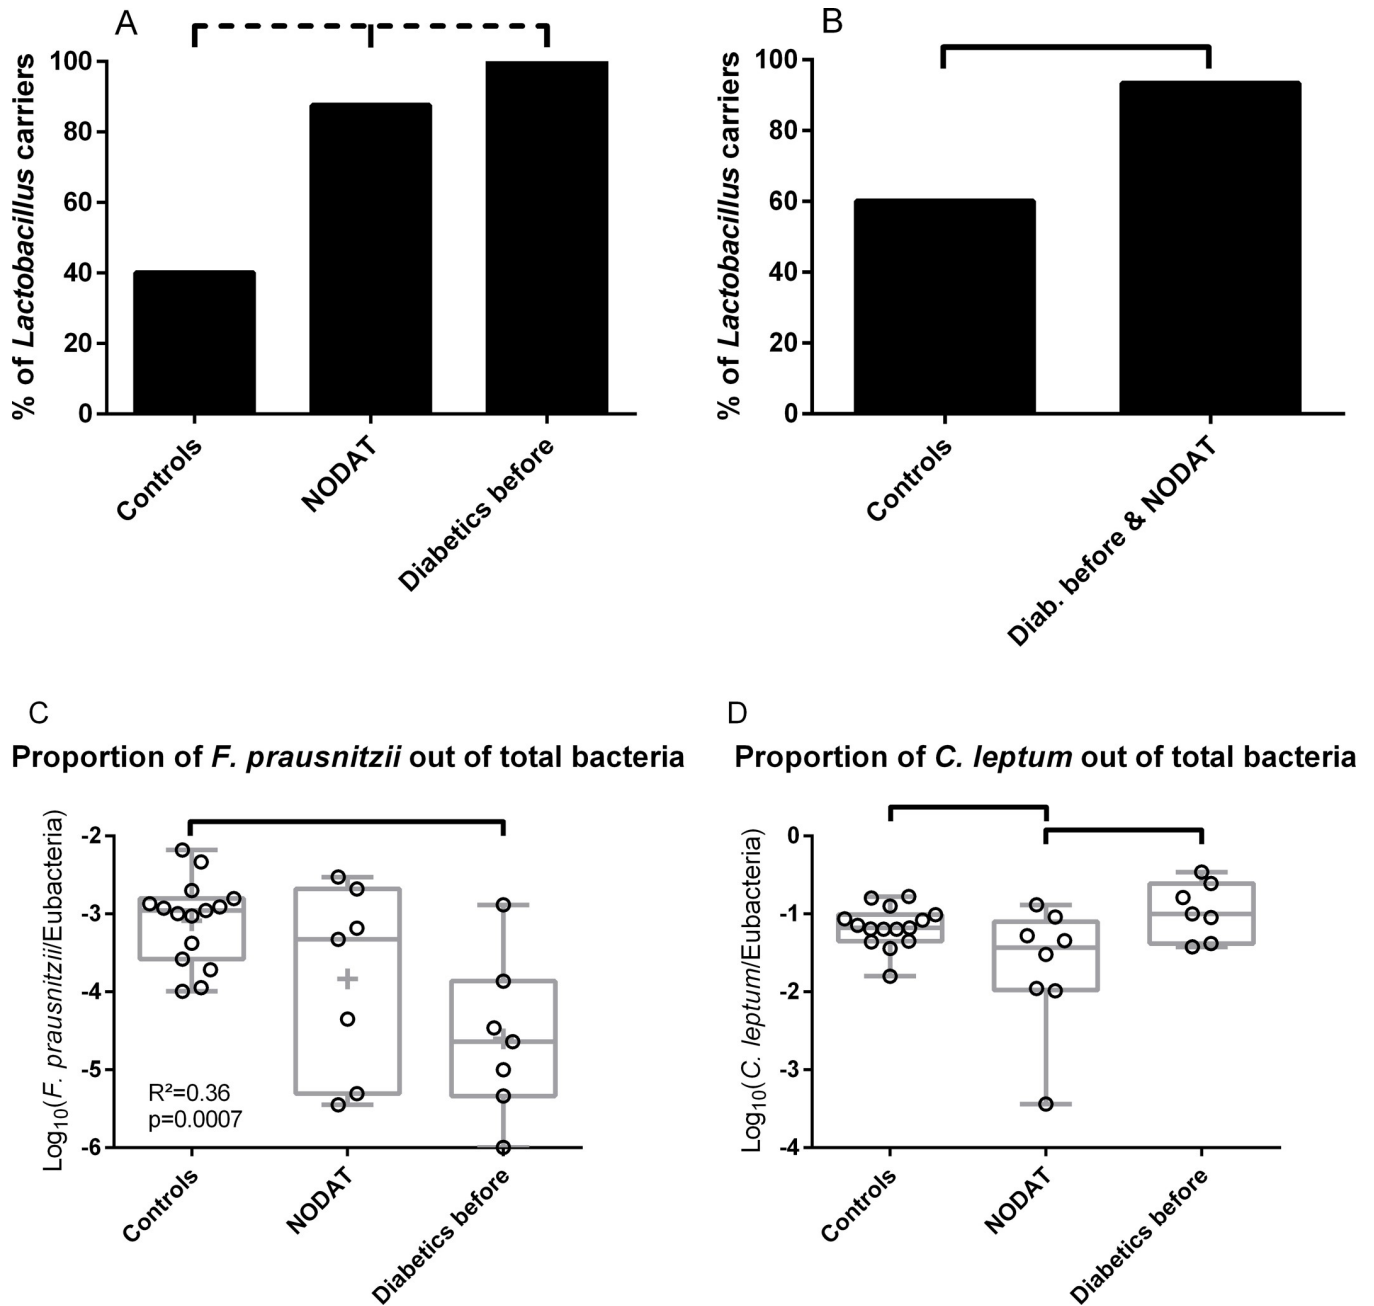 A
% of Lactobacillus carriers
100
80
60
40
20
0
Controls
NODAT
Diabetics before
B
% of Lactobacillus carriers
100
80
60
40
20
0
Controls
Diab. before & NODAT
C
Proportion of F. prausnitzii out of total bacteria
Log₁₀(F. prausnitzii/Eubacteria)
-2
-3
-4
-5
-6
R²=0.36
p=0.0007
Controls
NODAT
Diabetics before
D
Proportion of C. leptum out of total bacteria
Log₁₀(C. leptum/Eubacteria)
0
-1
-2
-3
-4
Controls
NODAT
Diabetics before